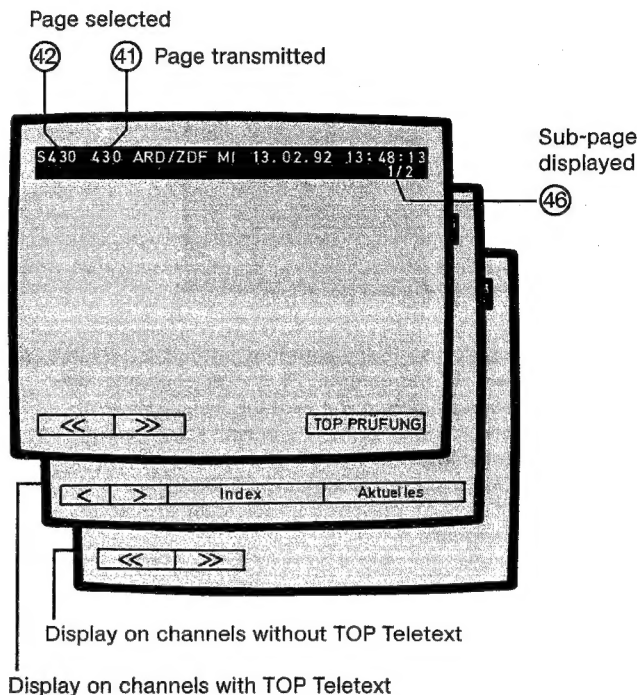 Page selected
42 41 Page transmitted
S430 430 ARD/ZDF MI 13.02.92 13:48:13
1/2
Sub-page
displayed
46
<< >> TOP PRÜFUNG
< > Index Aktuelles
<< >>
Display on channels without TOP Teletext
Display on channels with TOP Teletext